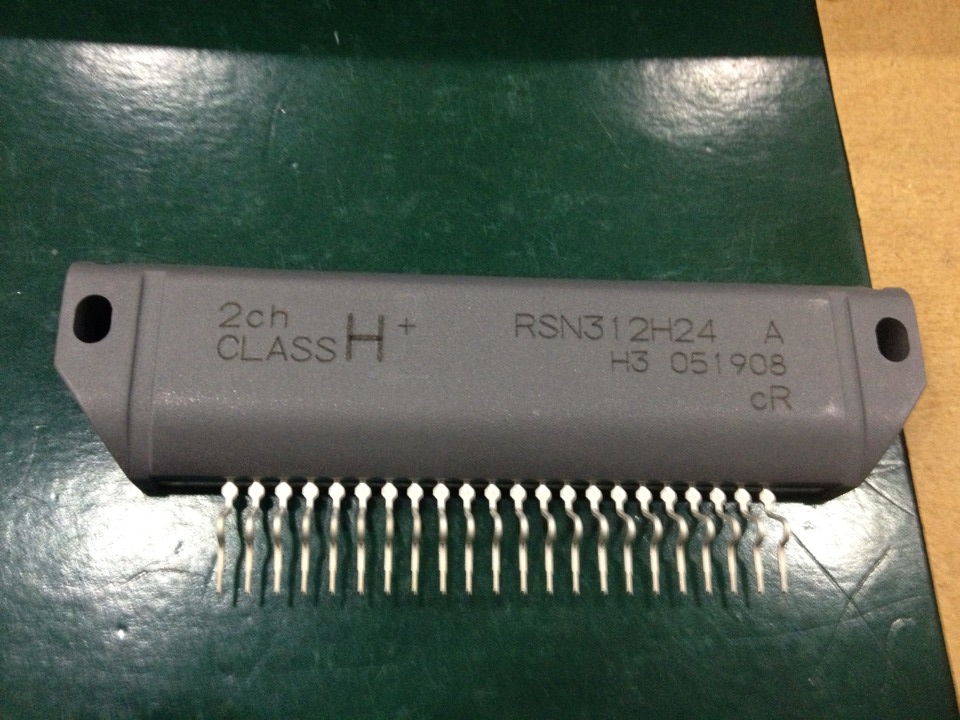 2ch
CLASS H+
RSN312H24 A
H3 051908
cR